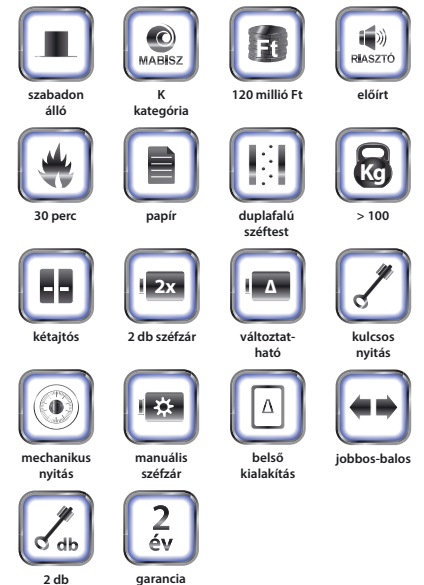 MABISZ
Ft
RIASZTÓ
szabadon
álló
K
kategória
120 millió Ft
előírt
Kg
30 perc
papír
duplafalú
széftest
> 100
2x
Δ
kétajtós
2 db széfzár
változtat-
ható
kulcsos
nyitás
Δ
mechanikus
nyitás
manuális
széfzár
belső
kialakítás
jobbos-balos
db
2
év
2 db
garancia